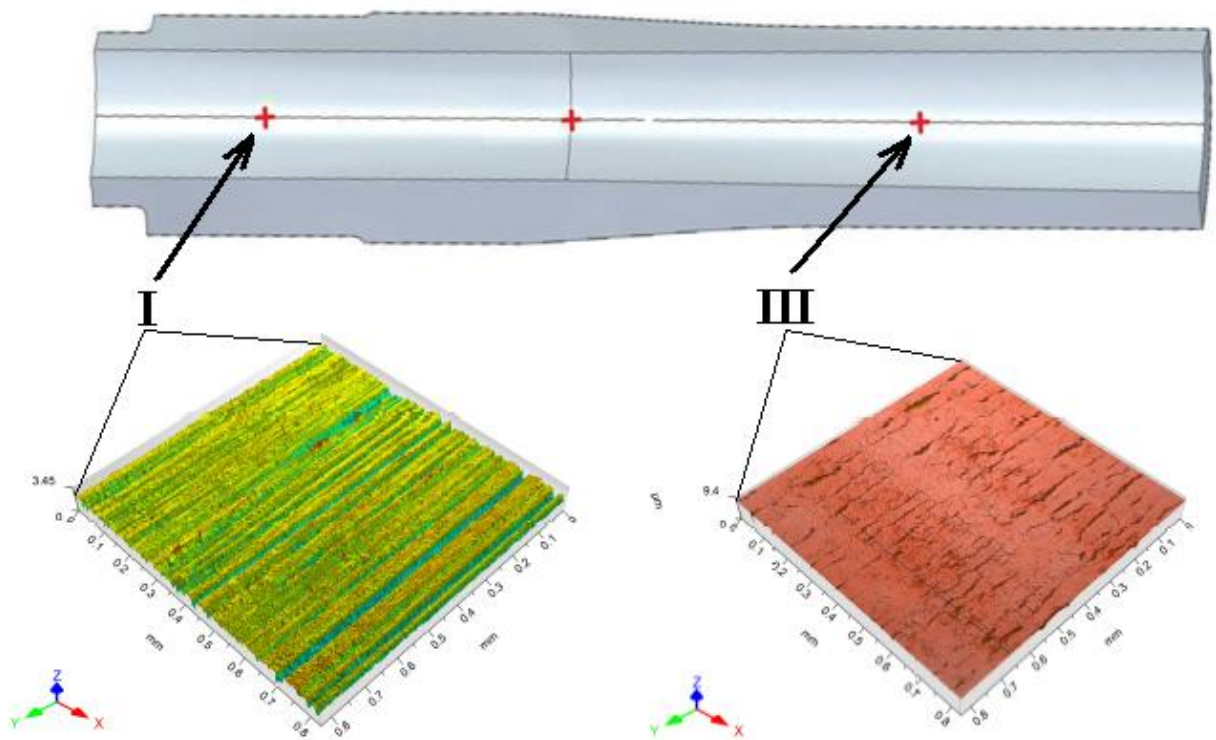 I III
3.65
µm
9.4
0
0
0
0
0.1 0.1 0.1 0.1
0.2 0.2 0.2 0.2
0.3 0.3 0.3 0.3
0.4 0.4 0.4 0.4
0.5 0.5 0.5 0.5
mm mm mm mm
0.6 0.6 0.6 0.6
0.7 0.7 0.7 0.7
0.8 0.8 0.8 0.8
Z Z
Y X Y X